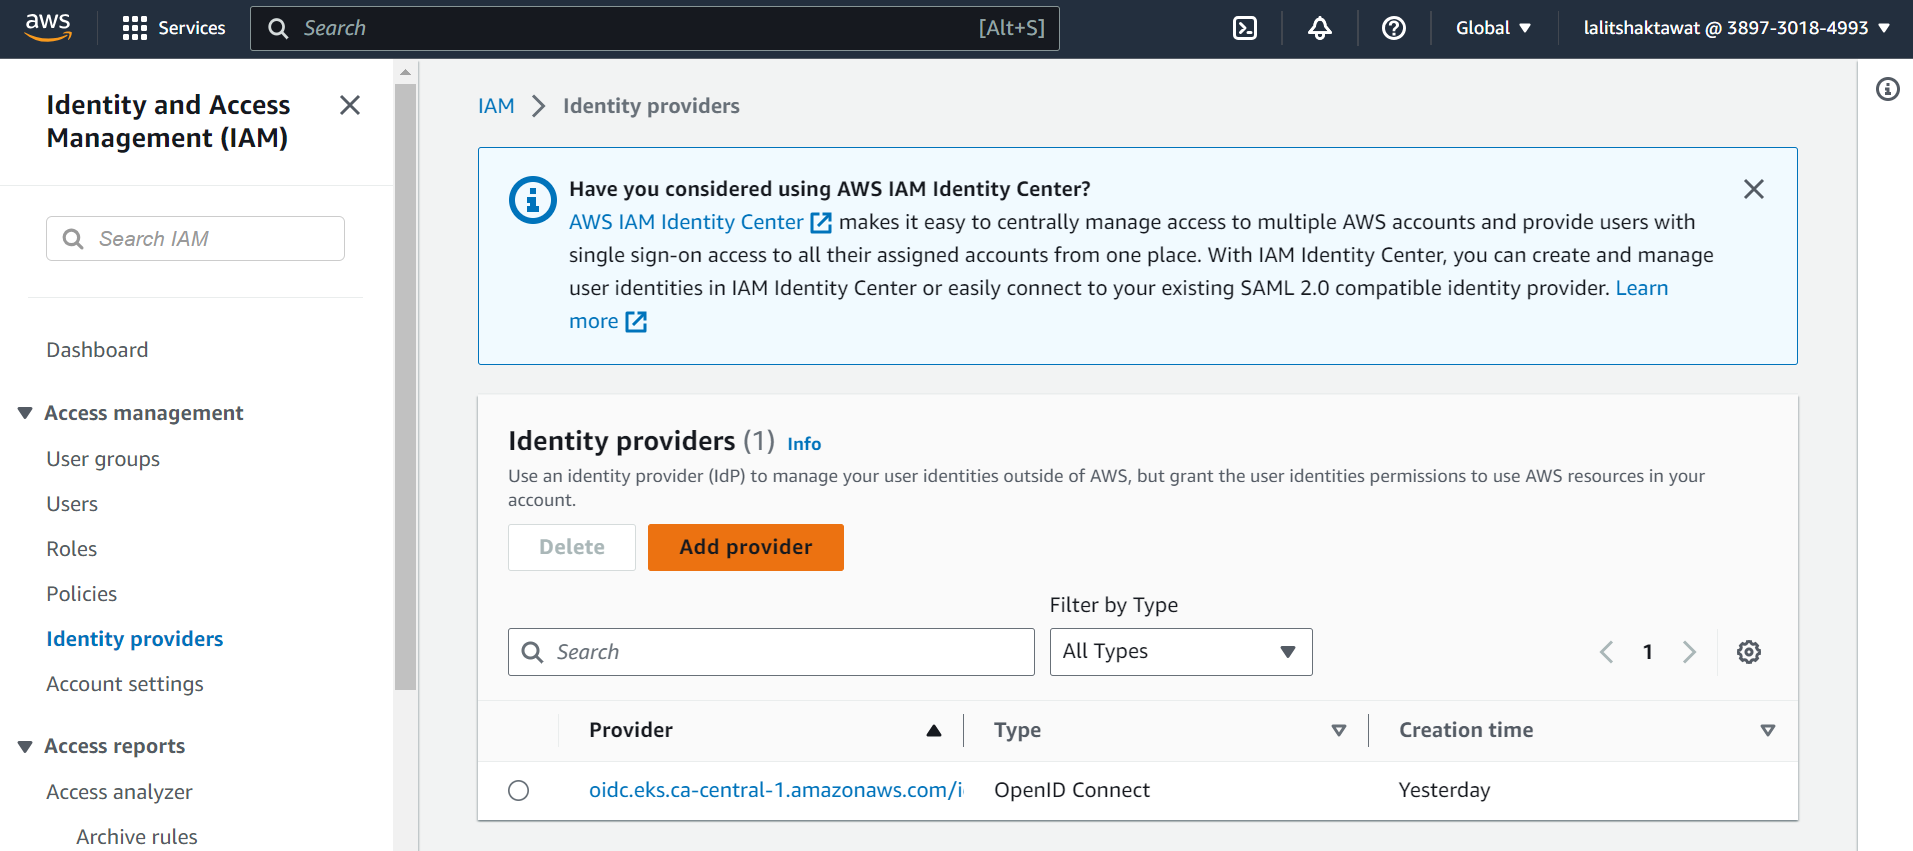 aws
Services
Search [Alt+S]
Global
lalitshaktawat @ 3897-3018-4993
Identity and Access
Management (IAM)
Search IAM
Dashboard
Access management
User groups
Users
Roles
Policies
Identity providers
Account settings
Access reports
Access analyzer
Archive rules
IAM > Identity providers
Have you considered using AWS IAM Identity Center?
AWS IAM Identity Center makes it easy to centrally manage access to multiple AWS accounts and provide users with
single sign-on access to all their assigned accounts from one place. With IAM Identity Center, you can create and manage
user identities in IAM Identity Center or easily connect to your existing SAML 2.0 compatible identity provider. Learn
more
Identity providers (1) Info
Use an identity provider (IdP) to manage your user identities outside of AWS, but grant the user identities permissions to use AWS resources in your
account.
Delete
Add provider
Filter by Type
Search
All Types
1
Provider Type Creation time
oidc.eks.ca-central-1.amazonaws.com/i OpenID Connect Yesterday